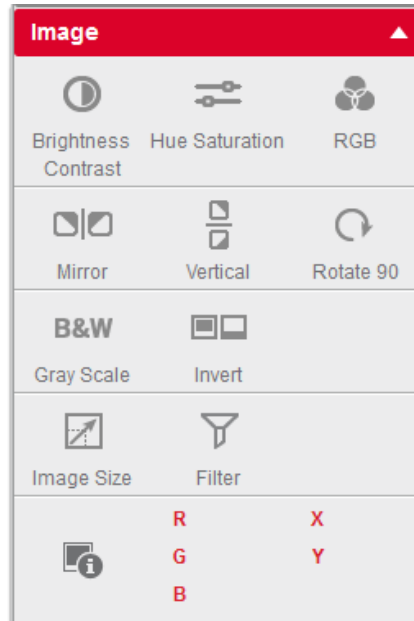 Image
Brightness Contrast
Hue Saturation
RGB
Mirror
Vertical
Rotate 90
B&W
Gray Scale
Invert
Image Size
Filter
R
X
G
Y
B